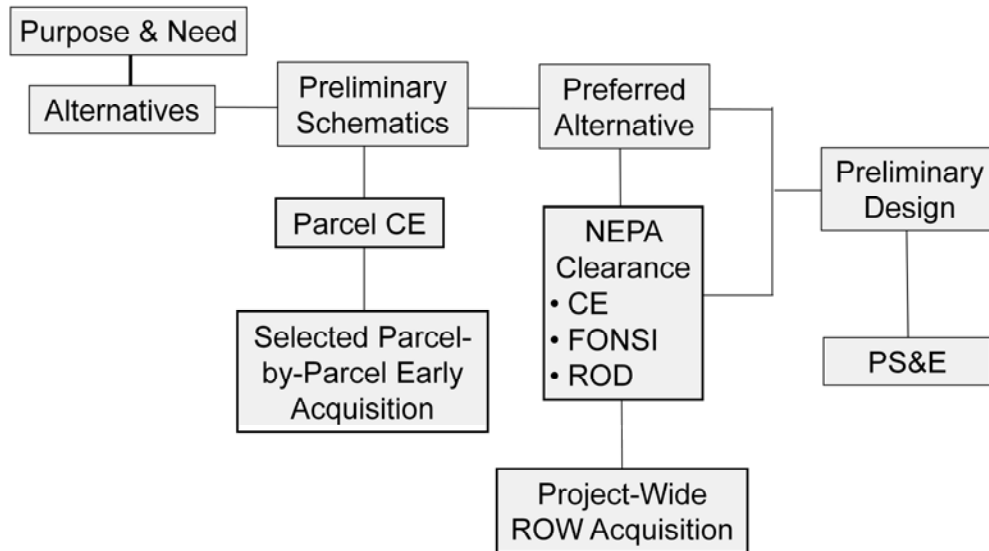 Purpose & Need
Alternatives
Preliminary
Schematics
Preferred
Alternative
Preliminary
Design
Parcel CE
NEPA
Clearance
• CE
• FONSI
• ROD
Selected Parcel-
by-Parcel Early
Acquisition
PS&E
Project-Wide
ROW Acquisition